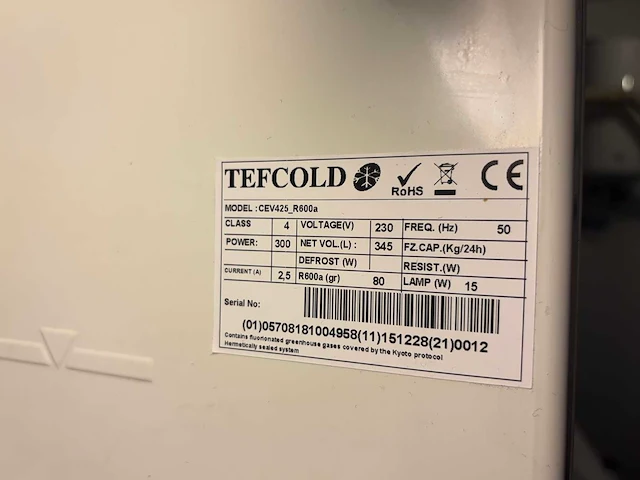 TEFCOLD RoHS CE
MODEL : CEV425_R600a
CLASS 4 VOLTAGE(V) 230 FREQ. (Hz) 50
POWER: 300 NET VOL.(L) : 345 FZ.CAP.(Kg/24h)
DEFROST (W) RESIST.(W)
CURRENT (A) 2,5 R600a (gr) 80 LAMP (W) 15
Serial No:
(01)05708181004958(11)151228(21)0012
Contains fluorionated greenhouse gases covered by the Kyoto protocol
Hermetically sealed system